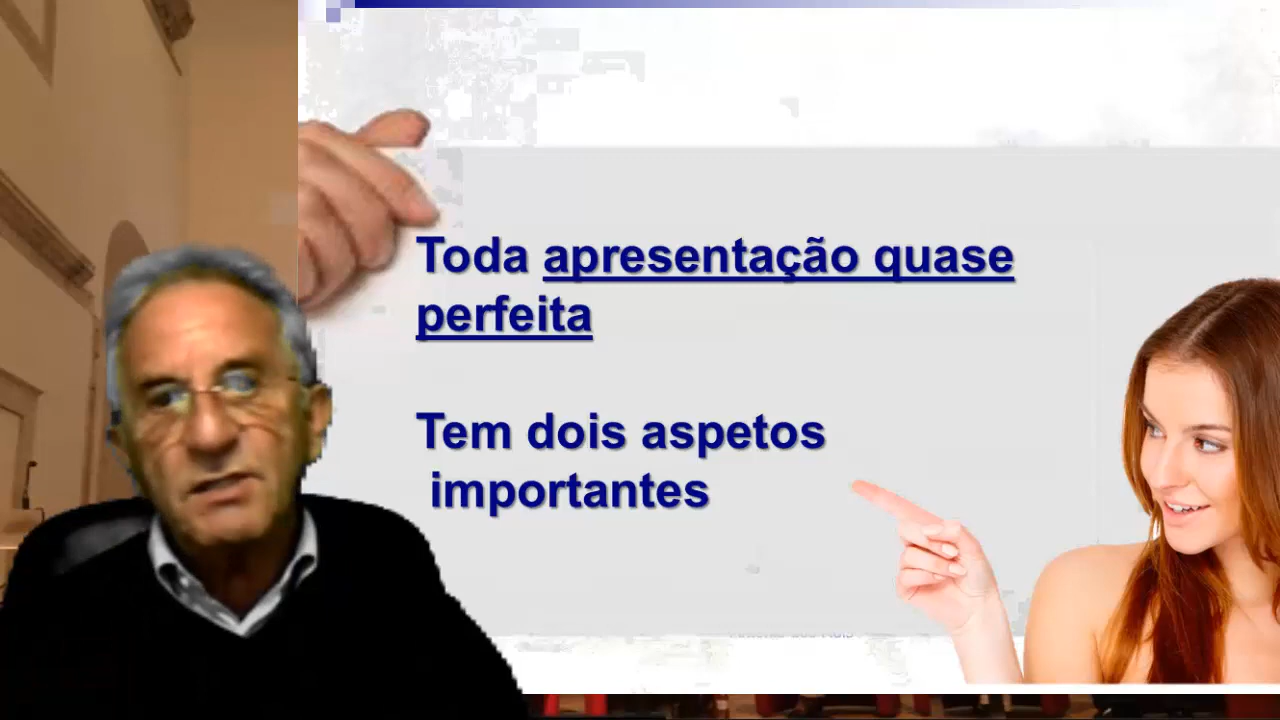 Toda apresentação quase
perfeita
Tem dois aspetos
importantes